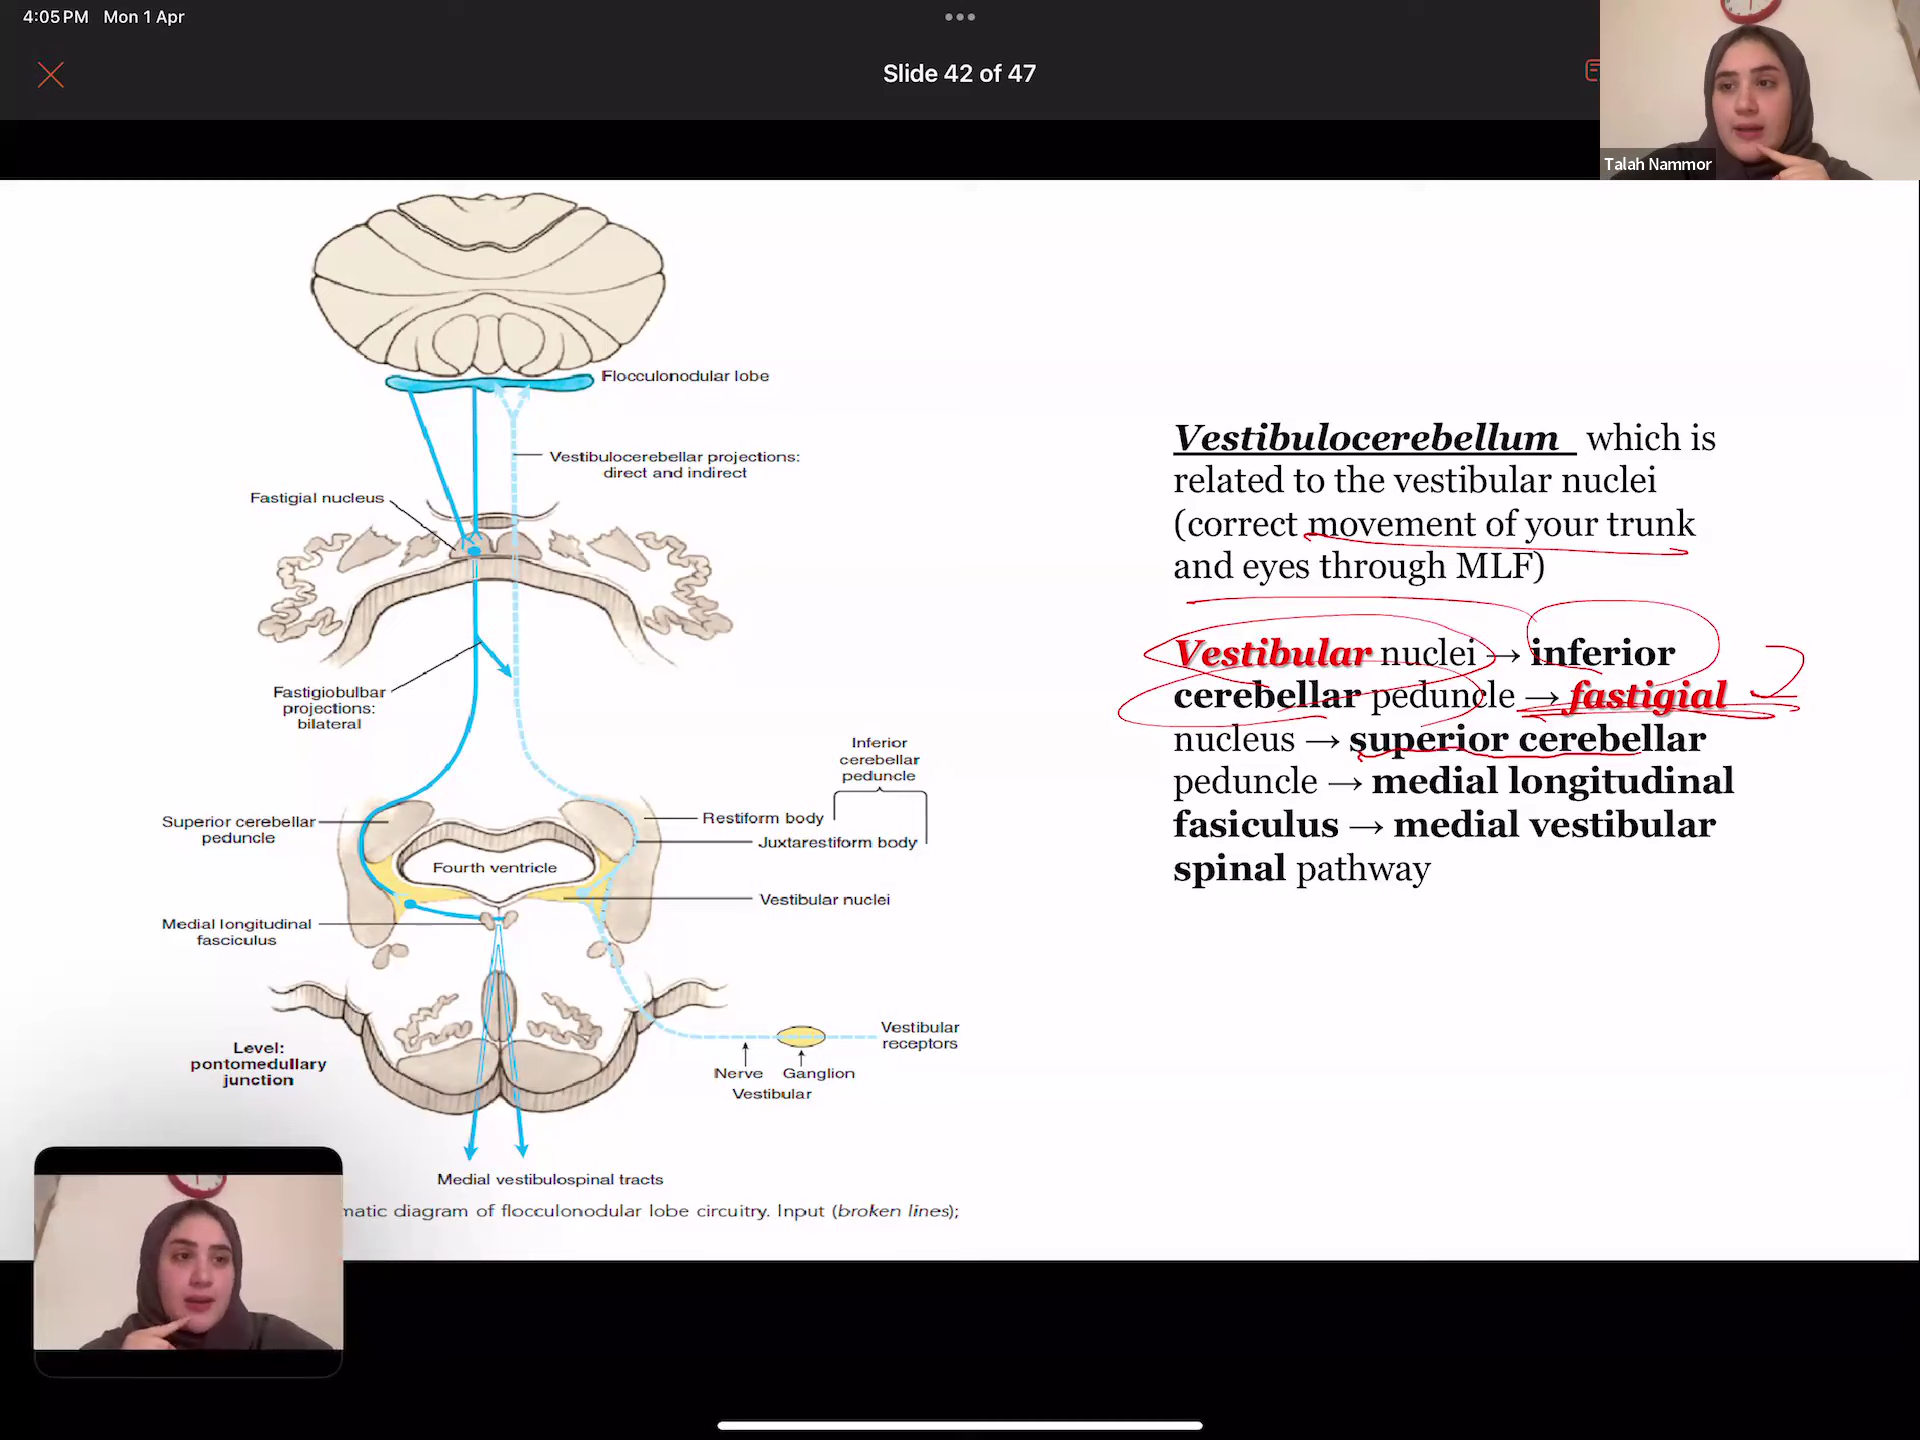 4:05 PM Mon 1 Apr
Slide 42 of 47
Talah Nammor
Flocculonodular lobe
Vestibulocerebellar projections:
direct and indirect
Fastigial nucleus
Fastigiobulbar
projections:
bilateral
Inferior
cerebellar
peduncle
Superior cerebellar
peduncle
Restiform body
Juxtarestiform body
Fourth ventricle
Vestibular nuclei
Medial longitudinal
fasciculus
Vestibular
receptors
Level:
pontomedullary
junction
Nerve Ganglion
Vestibular
Medial vestibulospinal tracts
matic diagram of flocculonodular lobe circuitry. Input (broken lines);
Vestibulocerebellum which is
related to the vestibular nuclei
(correct movement of your trunk
and eyes through MLF)
Vestibular nuclei → inferior
cerebellar peduncle → fastigial
nucleus → superior cerebellar
peduncle → medial longitudinal
fasiculus → medial vestibular
spinal pathway